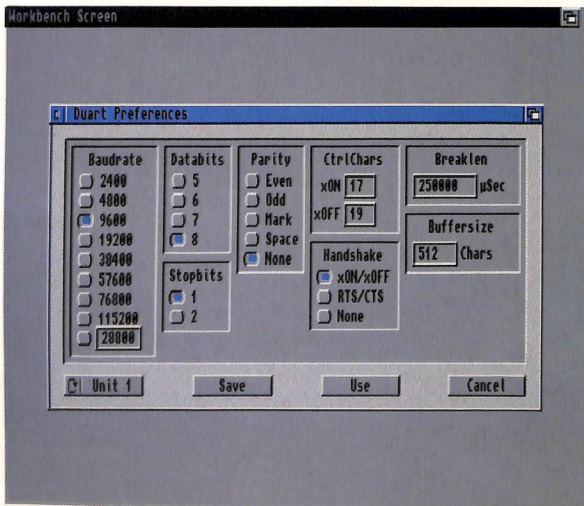 Workbench Screen
Duart Preferences
Baudrate
2400
4800
9600
19200
38400
57600
76800
115200
28800
Databits
5
6
7
8
Stopbits
1
2
Parity
Even
Odd
Mark
Space
None
CtrlChars
xON 17
xOFF 19
Handshake
xON/xOFF
RTS/CTS
None
Breaklen
250000 µSec
Buffersize
512 Chars
Unit 1
Save
Use
Cancel